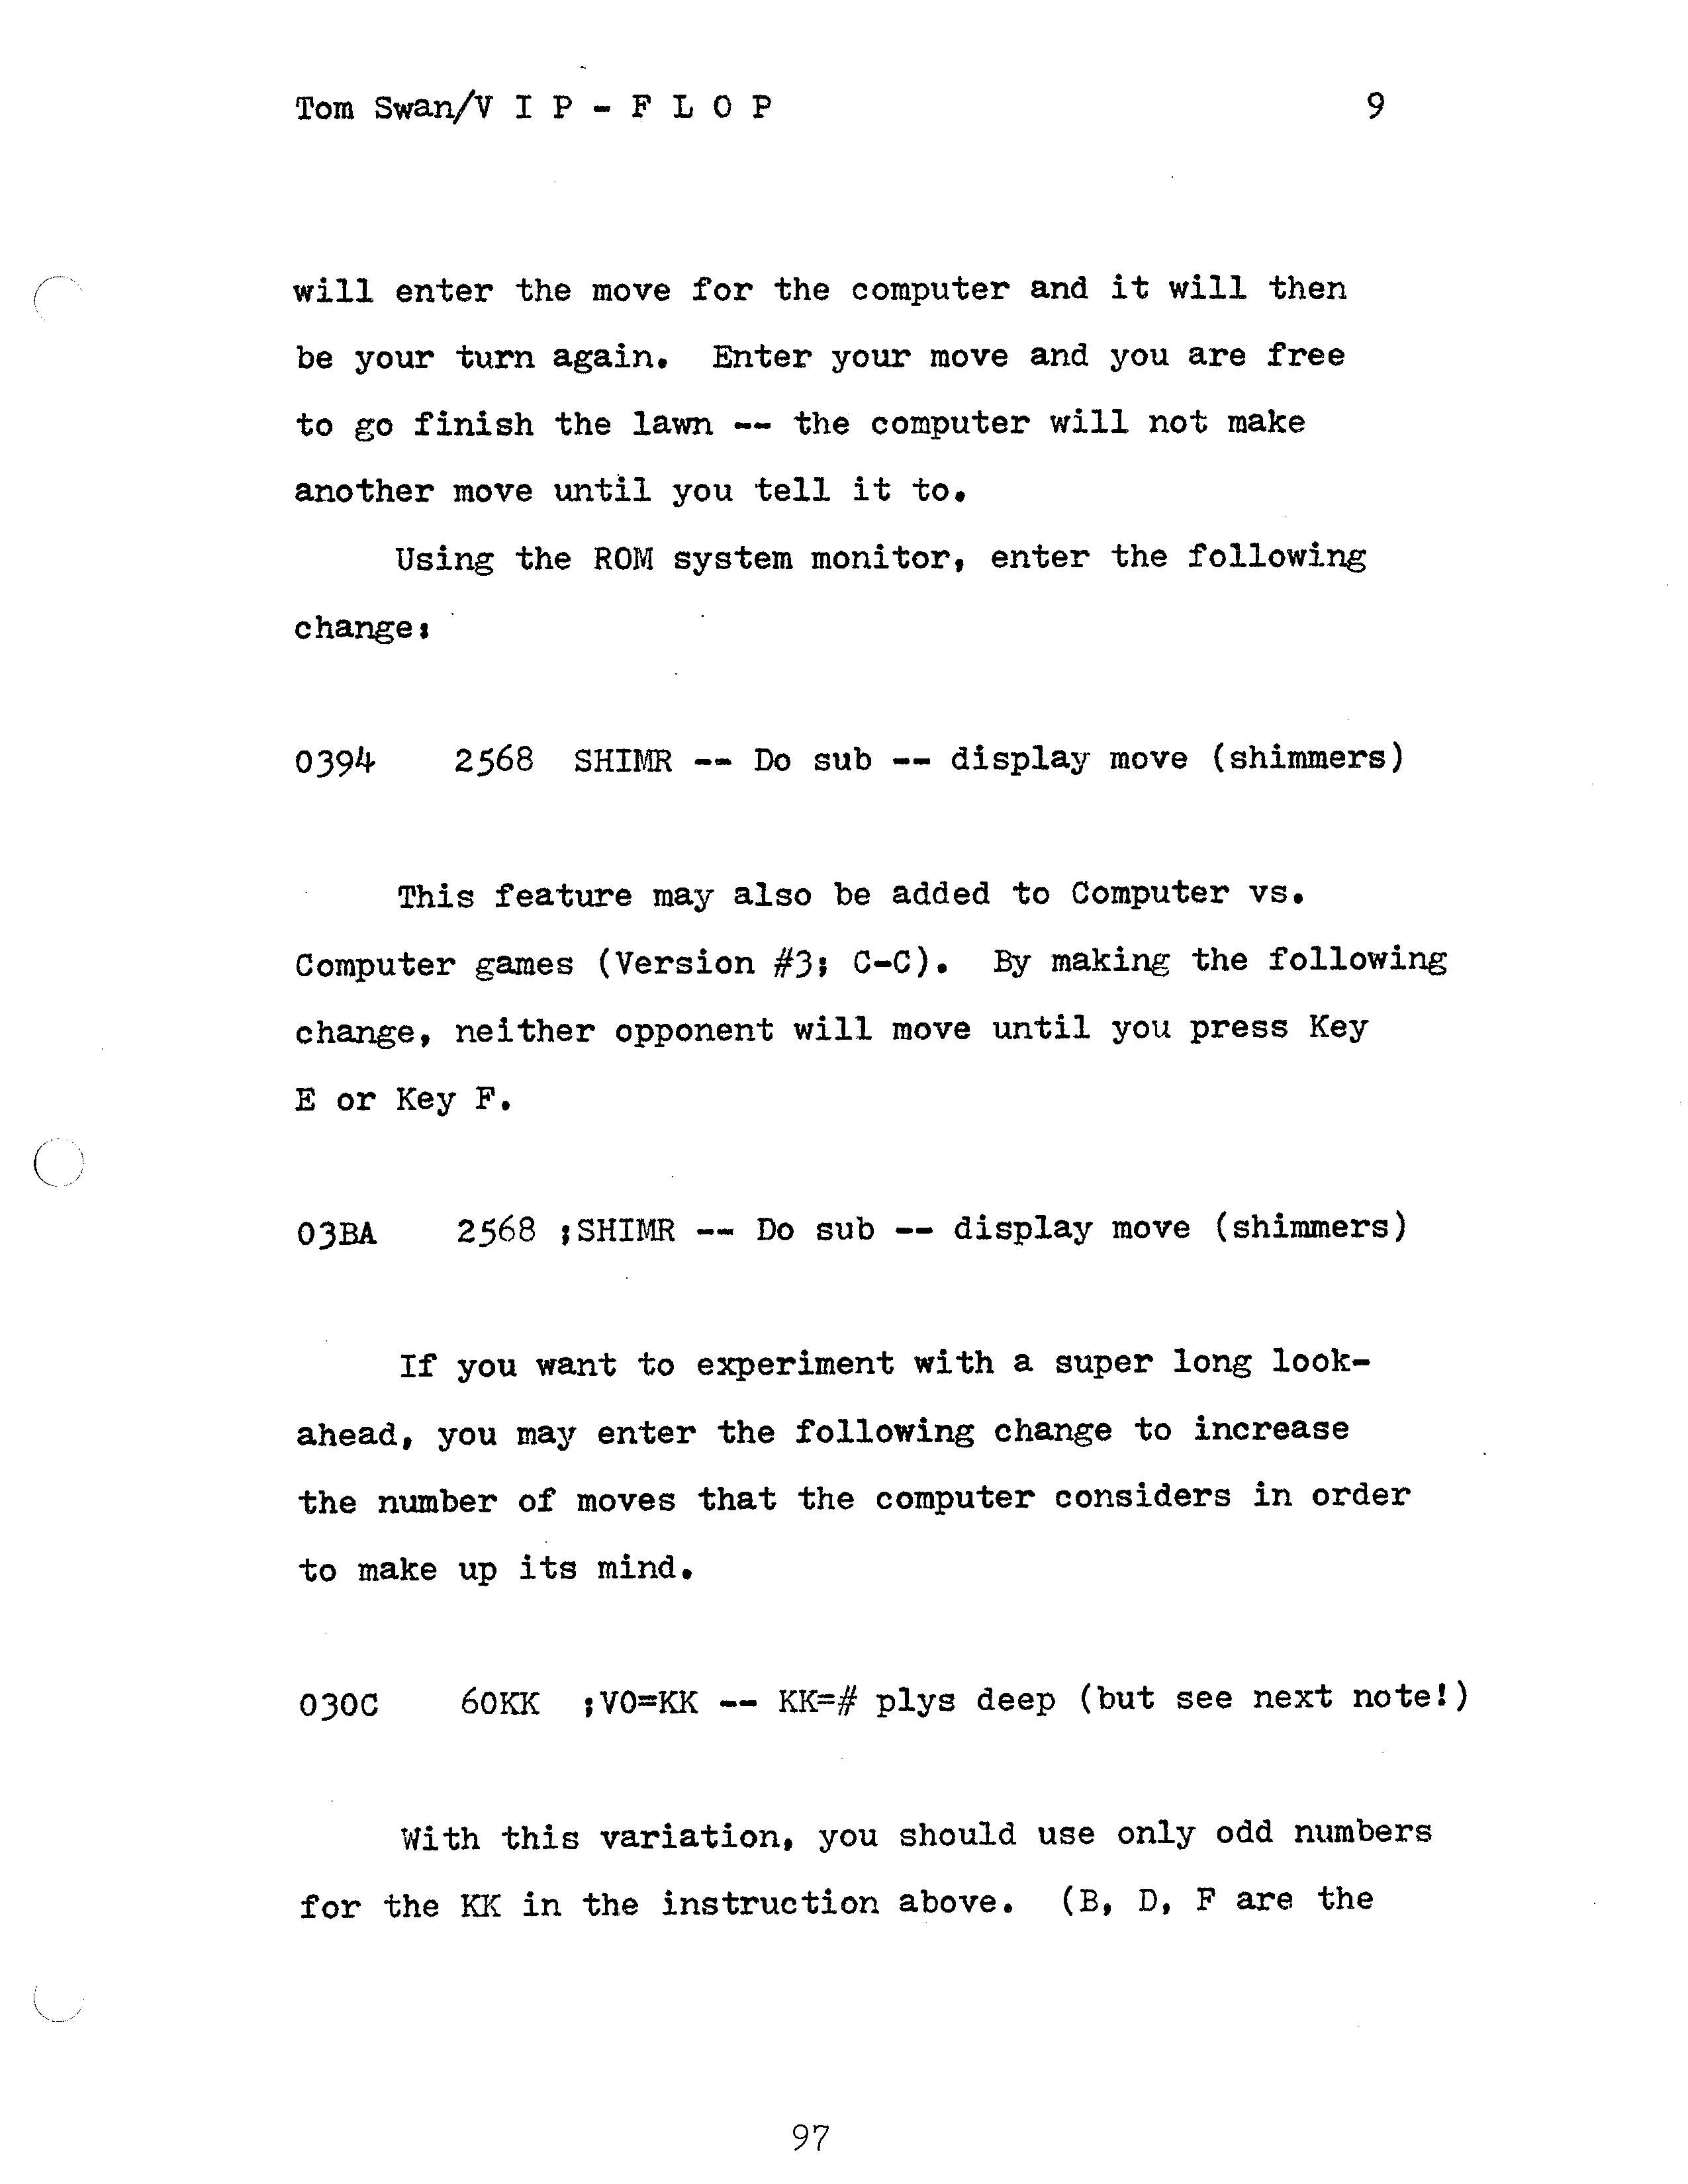 Tom Swan/V I P - F L O P 9
will enter the move for the computer and it will then
be your turn again. Enter your move and you are free
to go finish the lawn -- the computer will not make
another move until you tell it to.
Using the ROM system monitor, enter the following
change:
0394 2568 SHIMR -- Do sub -- display move (shimmers)
This feature may also be added to Computer vs.
Computer games (Version #3; C-C). By making the following
change, neither opponent will move until you press Key
E or Key F.
03BA 2568 ;SHIMR -- Do sub -- display move (shimmers)
If you want to experiment with a super long look-
ahead, you may enter the following change to increase
the number of moves that the computer considers in order
to make up its mind.
030C 60KK ;V0=KK -- KK=# plys deep (but see next note!)
With this variation, you should use only odd numbers
for the KK in the instruction above. (B, D, F are the
97